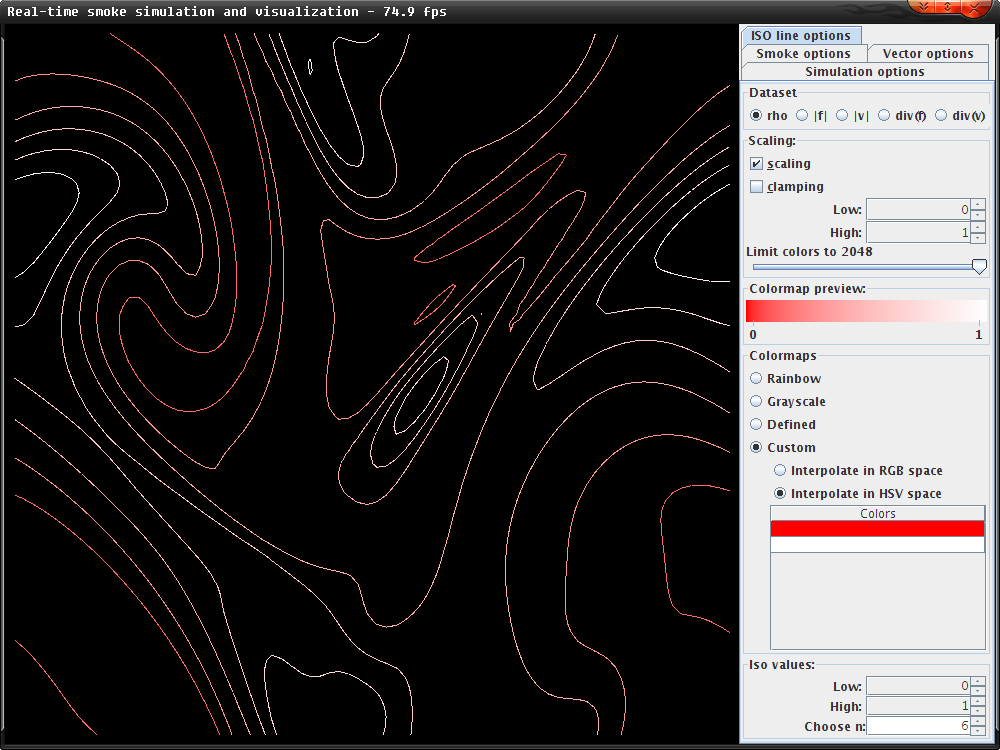 Real-time smoke simulation and visualization - 74.9 fps
ISO line options
Smoke options Vector options
Simulation options
Dataset
rho |f| |v| div(f) div(v)
Scaling:
scaling
clamping
Low: 0
High: 1
Limit colors to 2048
Colormap preview:
0 1
Colormaps
Rainbow
Grayscale
Defined
Custom
Interpolate in RGB space
Interpolate in HSV space
Colors
Iso values:
Low: 0
High: 1
Choose n: 6